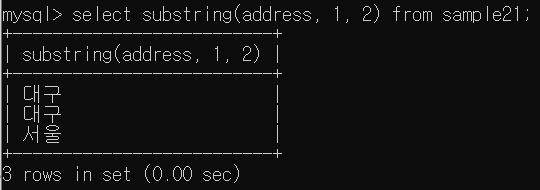 mysql> select substring(address, 1, 2) from sample21;
+--------------------------+
| substring(address, 1, 2) |
+--------------------------+
| 대구                     |
| 대구                     |
| 서울                     |
+--------------------------+
3 rows in set (0.00 sec)